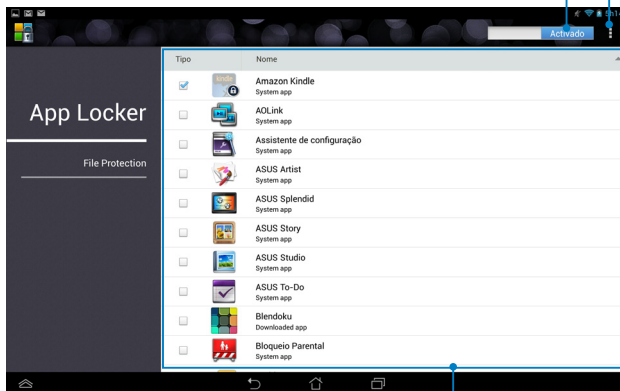 5h14
Activado
Tipo Nome
App Locker
File Protection
kindle
Amazon Kindle
System app
AOLink
System app
Assistente de configuração
System app
ASUS Artist
System app
ASUS Splendid
System app
ASUS Story
System app
ASUS Studio
System app
ASUS To-Do
System app
Blendoku
Downloaded app
Bloqueio Parental
System app